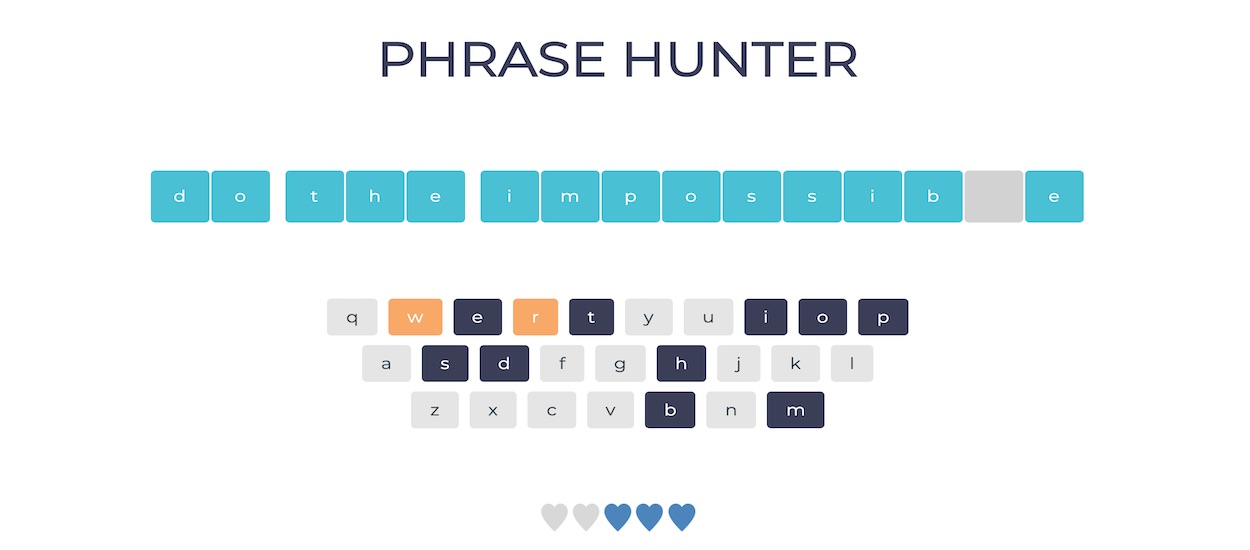 PHRASE HUNTER
d o t h e i m p o s s i b e
q w e r t y u i o p
a s d f g h j k l
z x c v b n m